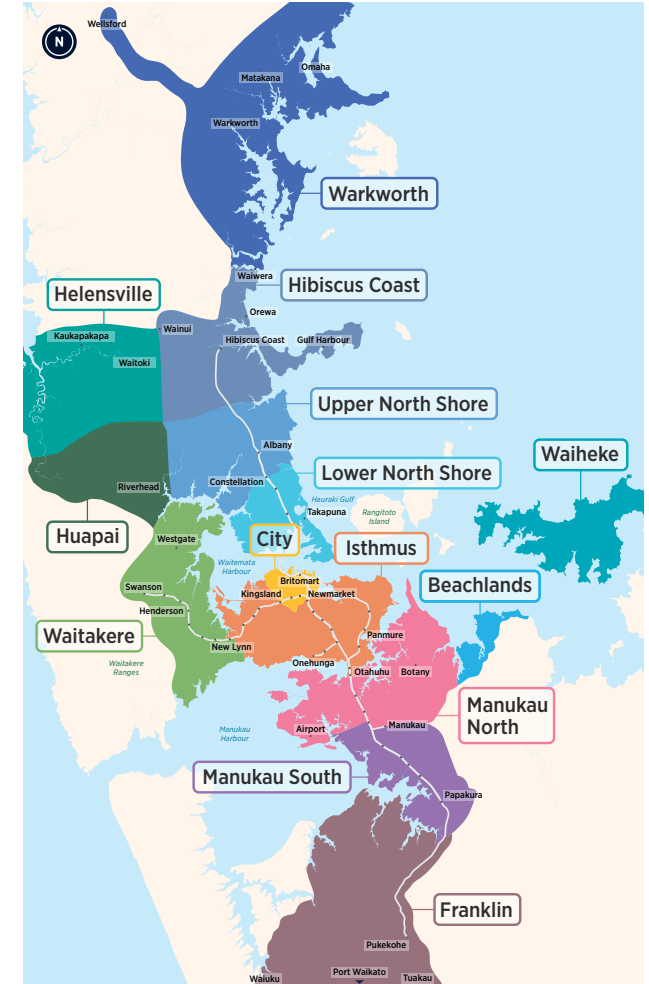 Wellsford
N
Omaha
Matakana
Warkworth
Warkworth
Waiwera
Hibiscus Coast
Helensville
Orewa
Wainui
Kaukapakapa
Hibiscus Coast
Gulf Harbour
Waitoki
Upper North Shore
Albany
Waiheke
Lower North Shore
Constellation
Riverhead
Hauraki Gulf
Takapuna
Rangitoto
Island
Huapai
Westgate
City
Isthmus
Waitemata
Harbour
Britomart
Beachlands
Swanson
Kingsland
Newmarket
Henderson
Waitakere
Panmure
New Lynn
Onehunga
Waitakere
Ranges
Otahuhu
Botany
Manukau
North
Manukau
Airport
Manukau
Harbour
Manukau South
Papakura
Franklin
Pukekohe
Port Waikato
Waiuku
Tuakau